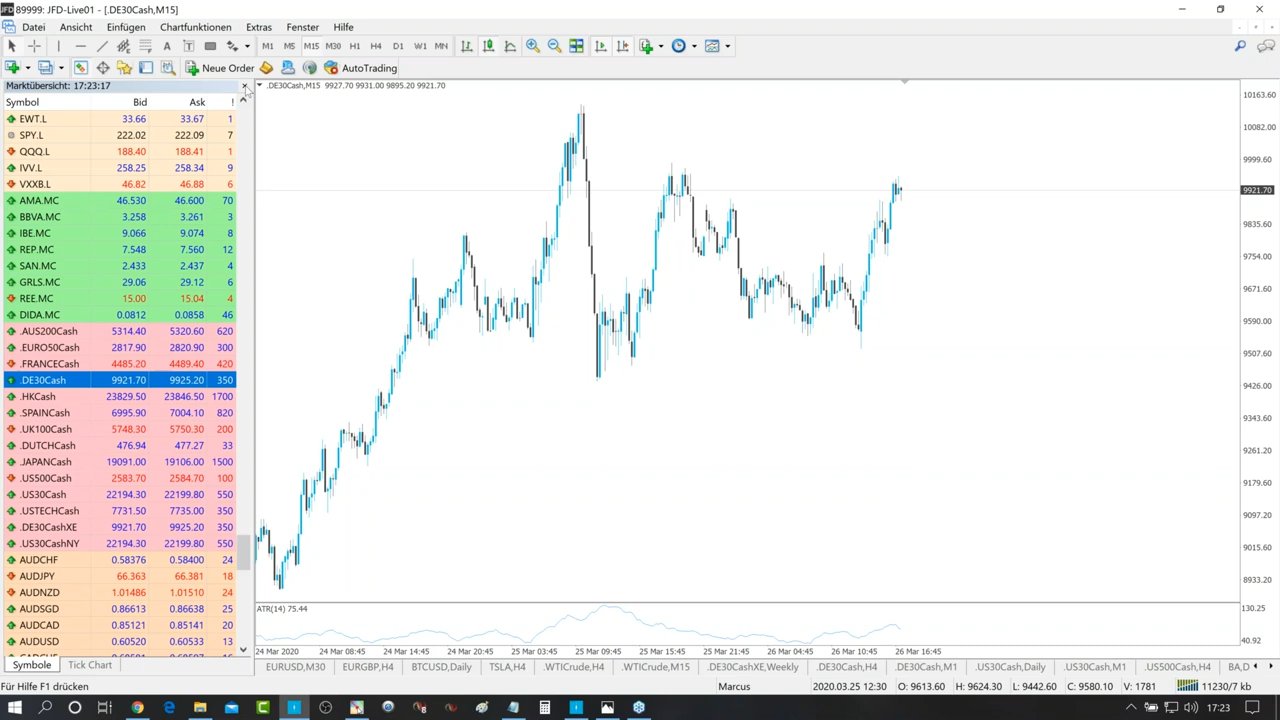 89999: JFD-Live01 - [.DE30Cash,M15]
Datei Ansicht Einfügen Chartfunktionen Extras Fenster Hilfe
M1 M5 M15 M30 H1 H4 D1 W1 MN
New Order AutoTrading
Marktübersicht: 17:23:17
Symbol Bid Ask !
EWT.L 33.66 33.67 1
SPY.L 222.02 222.09 7
QQQ.L 188.40 188.41 1
IVV.L 258.25 258.34 9
VXXB.L 46.82 46.88 6
AMA.MC 46.530 46.600 70
BBVA.MC 3.258 3.261 3
IBE.MC 9.066 9.074 8
REP.MC 7.548 7.560 12
SAN.MC 2.433 2.437 4
GRLS.MC 29.06 29.12 6
REE.MC 15.00 15.04 4
DIDA.MC 0.0812 0.0858 46
.AUS200Cash 5314.40 5320.60 620
.EURO50Cash 2817.90 2820.90 300
.FRANCECash 4485.20 4489.40 420
.DE30Cash 9921.70 9925.20 350
.HKCash 23829.50 23846.50 1700
.SPAINCash 6995.90 7004.10 820
.UK100Cash 5748.30 5750.30 200
.DUTCHCash 476.94 477.27 33
.JAPANCash 19091.00 19106.00 1500
.US500Cash 2583.70 2584.70 100
.US30Cash 22194.30 22199.80 550
.USTECHCash 7731.50 7735.00 350
.DE30CashXE 9921.70 9925.20 350
.US30CashNY 22194.30 22199.80 550
AUDCHF 0.58376 0.58400 24
AUDJPY 66.363 66.381 18
AUDNZD 1.01486 1.01510 24
AUDSGD 0.86613 0.86638 25
AUDCAD 0.85121 0.85141 20
AUDUSD 0.60520 0.60533 13
Symbole Tick Chart
.DE30Cash,M15 9927.70 9931.00 9895.20 9921.70
10163.60
10082.00
9999.60
9921.70
9835.60
9754.00
9671.60
9590.00
9507.60
9426.00
9343.60
9261.20
9179.60
9097.20
9015.60
8933.20
ATR(14) 75.44
130.25
40.92
24 Mar 2020 24 Mar 08:45 24 Mar 14:45 24 Mar 20:45 25 Mar 03:45 25 Mar 09:45 25 Mar 15:45 25 Mar 21:45 26 Mar 04:45 26 Mar 10:45 26 Mar 16:45
EURUSD,M30 EURGBP,H4 BTCUSD,Daily TSLA,H4 .WTICrude,H4 .WTICrude,M15 .DE30CashXE,Weekly .DE30Cash,H4 .DE30Cash,M1 .US30Cash,Daily .US30Cash,M1 .US500Cash,H4 BA,D
Für Hilfe F1 drücken Marcus 2020.03.25 12:30 O: 9613.60 H: 9624.30 L: 9442.60 C: 9580.10 V: 1781 11230/7 kb
17:23